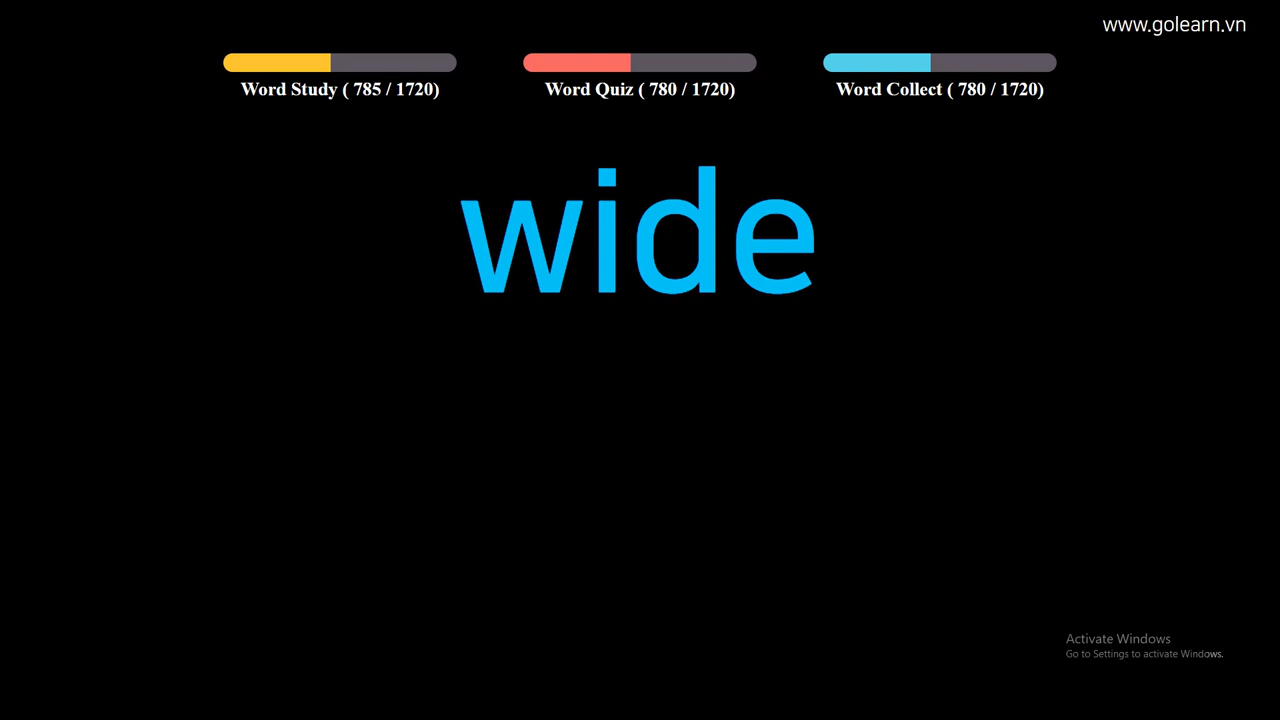 www.golearn.vn
Word Study ( 785 / 1720)
Word Quiz ( 780 / 1720)
Word Collect ( 780 / 1720)
wide
Activate Windows
Go to Settings to activate Windows.